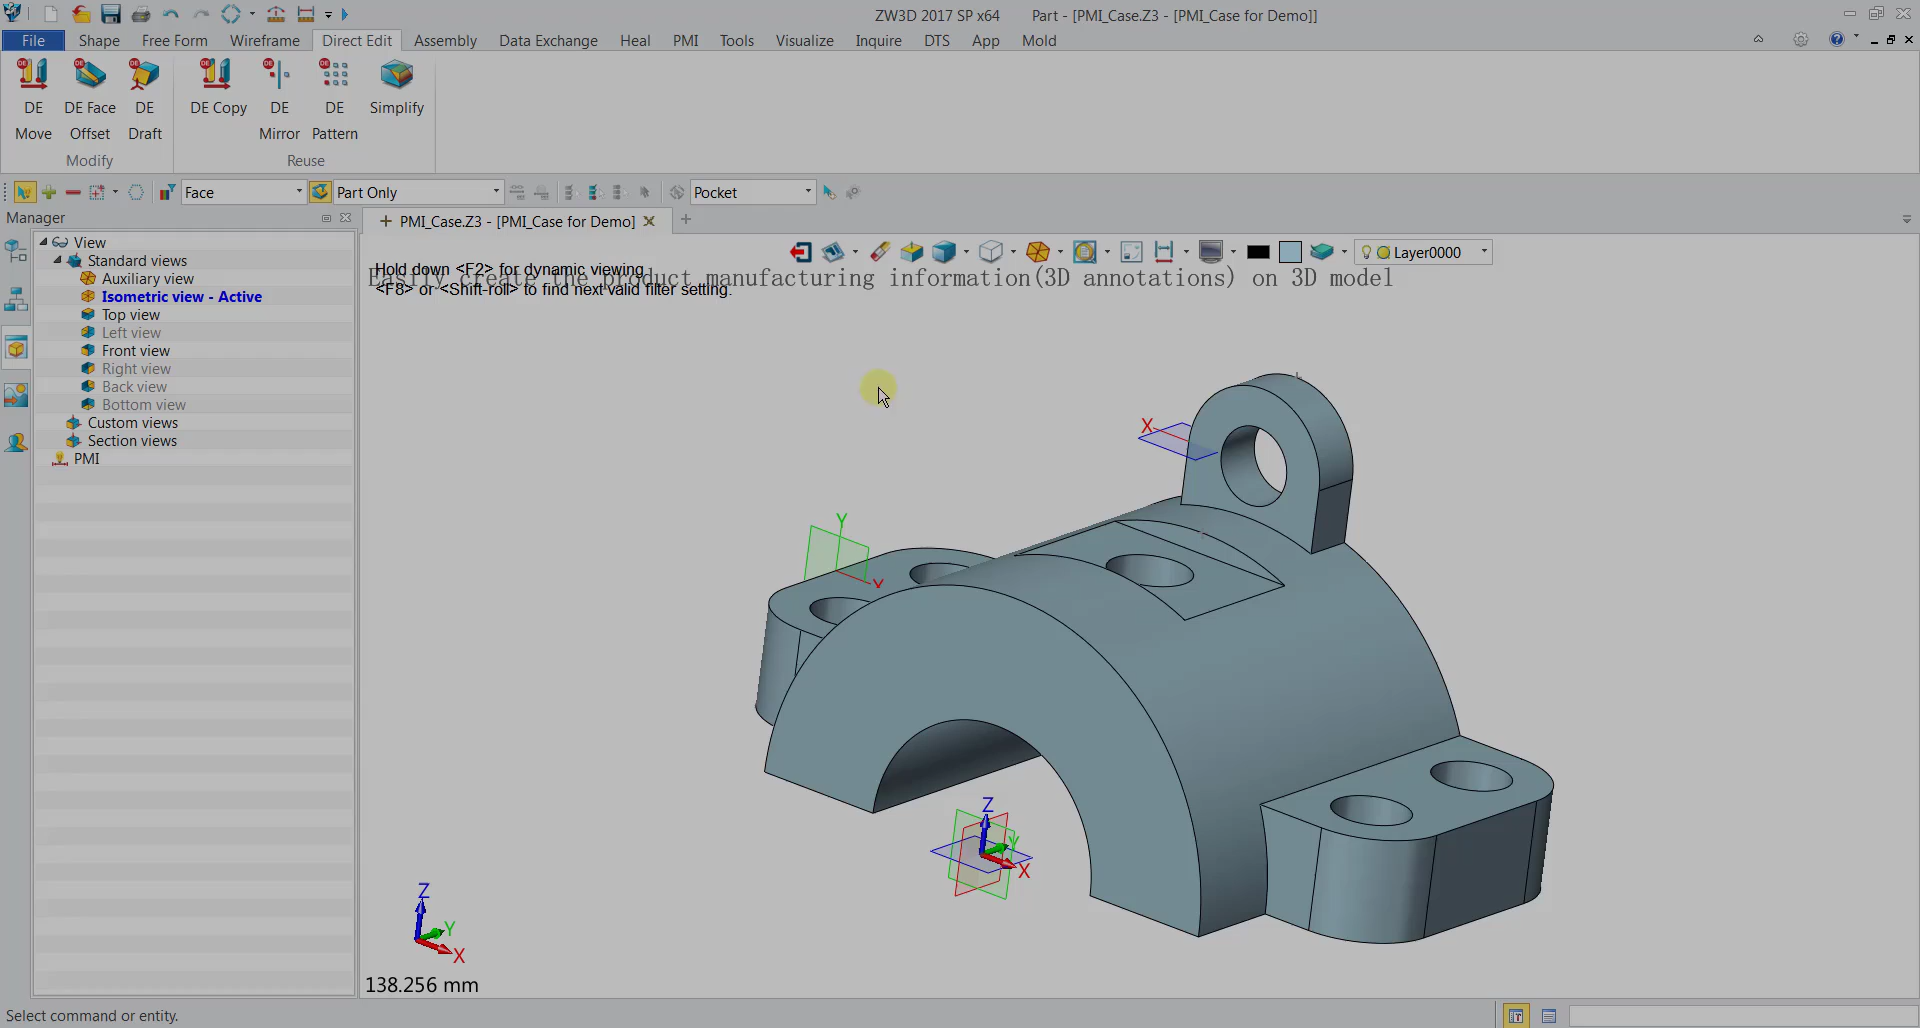 ZW3D 2017 SP x64 Part - [PMI_Case.Z3 - [PMI_Case for Demo]]
File Shape Free Form Wireframe Direct Edit Assembly Data Exchange Heal PMI Tools Visualize Inquire DTS App Mold
DE Move
DE Face Offset
DE Draft
DE Copy
DE Mirror
DE Pattern
Simplify
Modify
Reuse
Face
Part Only
Pocket
Manager
PMI_Case.Z3 - [PMI_Case for Demo]
View
Standard views
Auxiliary view
Isometric view - Active
Top view
Left view
Front view
Right view
Back view
Bottom view
Custom views
Section views
PMI
Layer0000
Hold down <F2> for dynamic viewing.
Easily create the product manufacturing information(3D annotations) on 3D model
<F8> or <Shift-roll> to find next valid filter setting.
X
Y
X
Z
Y
X
Z
Y
X
138.256 mm
Select command or entity.